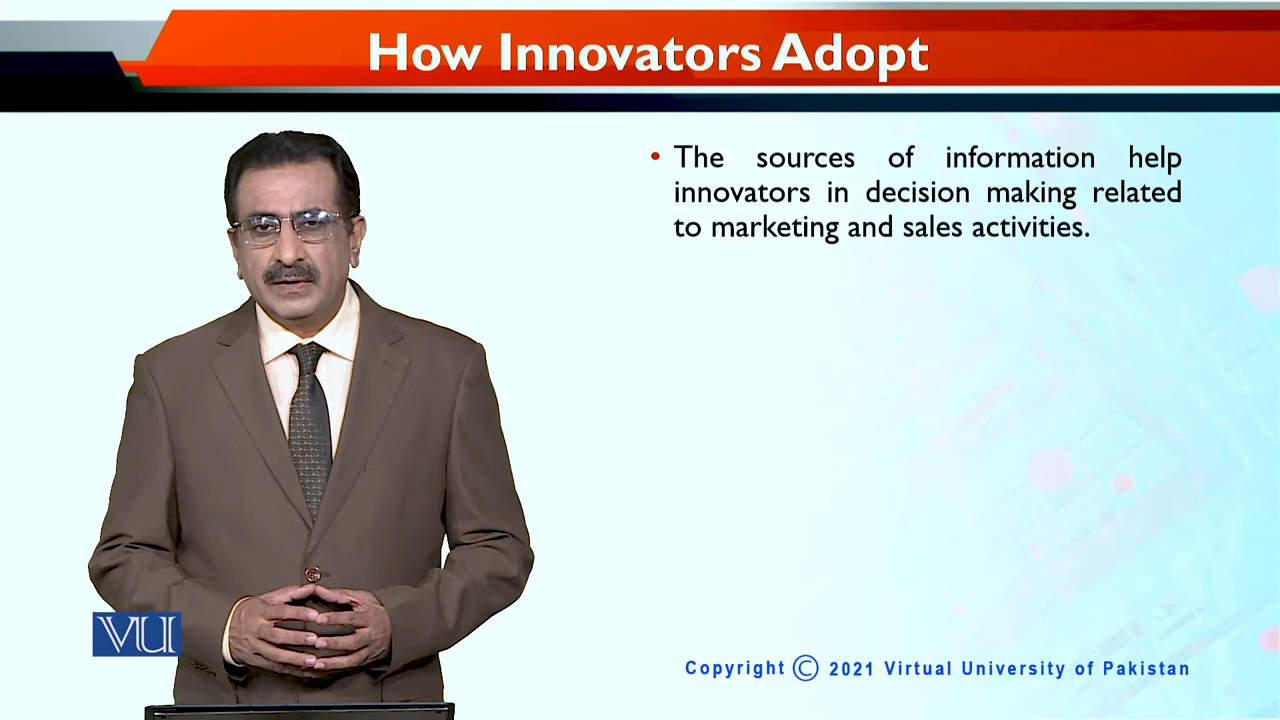 How Innovators Adopt
• The sources of information help
innovators in decision making related
to marketing and sales activities.
VU
Copyright © 2021 Virtual University of Pakistan